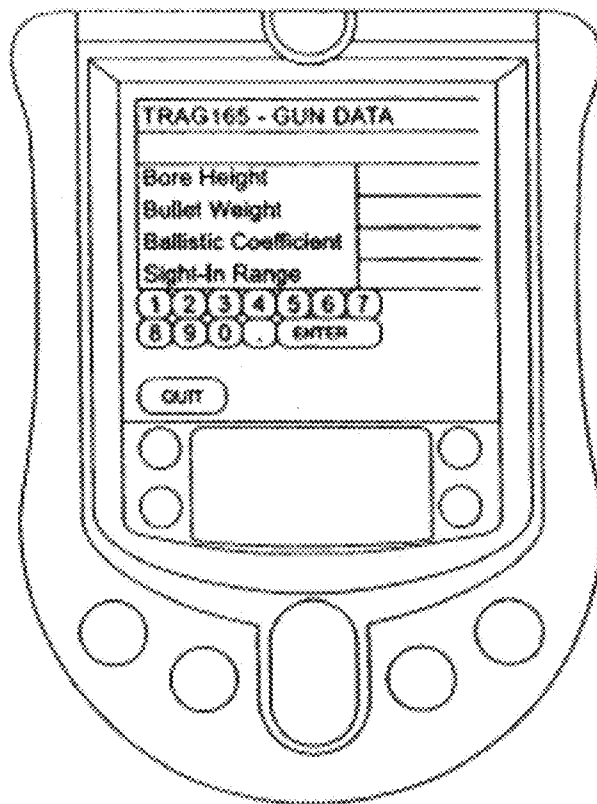 TRAG165 - GUN DATA
Bore Height
Bullet Weight
Ballistic Coefficient
Sight-In Range
1 2 3 4 5 6 7
8 9 0 . ENTER
QUIT